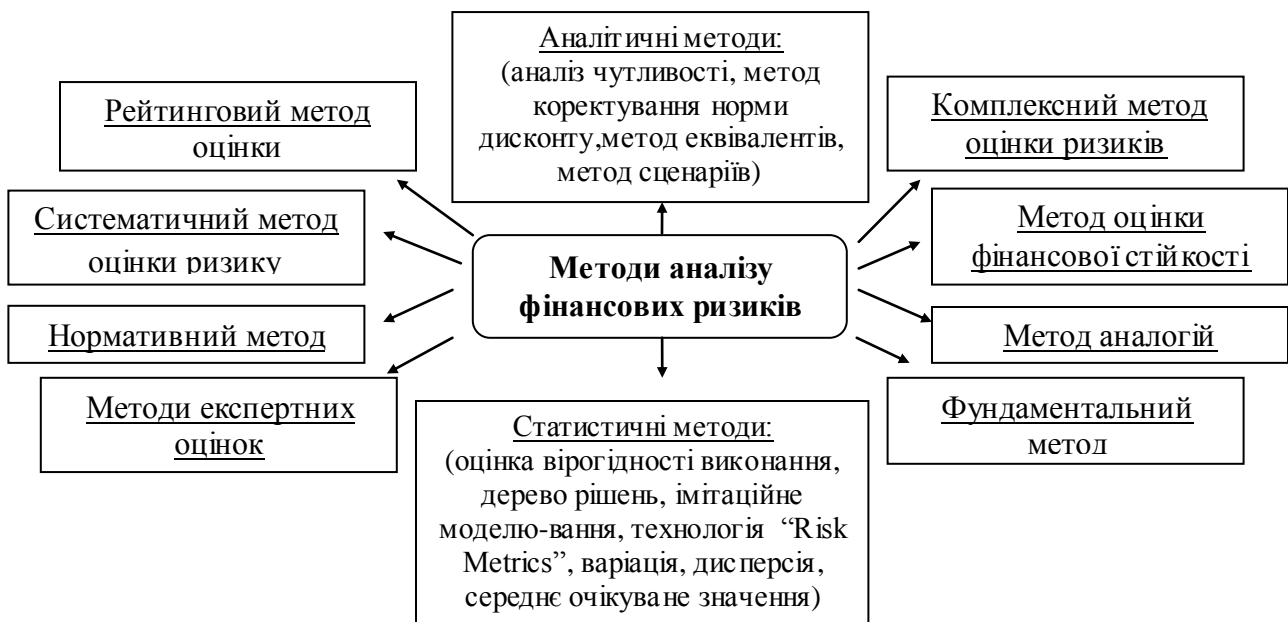 Аналітичні методи:
(аналіз чутливості, метод
коректування норми
дисконту,метод еквівалентів,
метод сценаріїв)
Рейтинговий метод
оцінки
Комплексний метод
оцінки ризиків
Систематичний метод
оцінки ризику
Метод оцінки
фінансової стійкості
Методи аналізу
фінансових ризиків
Нормативний метод
Метод аналогій
Методи експертних
оцінок
Фундаментальний
метод
Статистичні методи:
(оцінка вірогідності виконання,
дерево рішень, імітаційне
моделю-вання, технологія “Risk
Metrics”, варіація, дисперсія,
середнє очікуване значення)